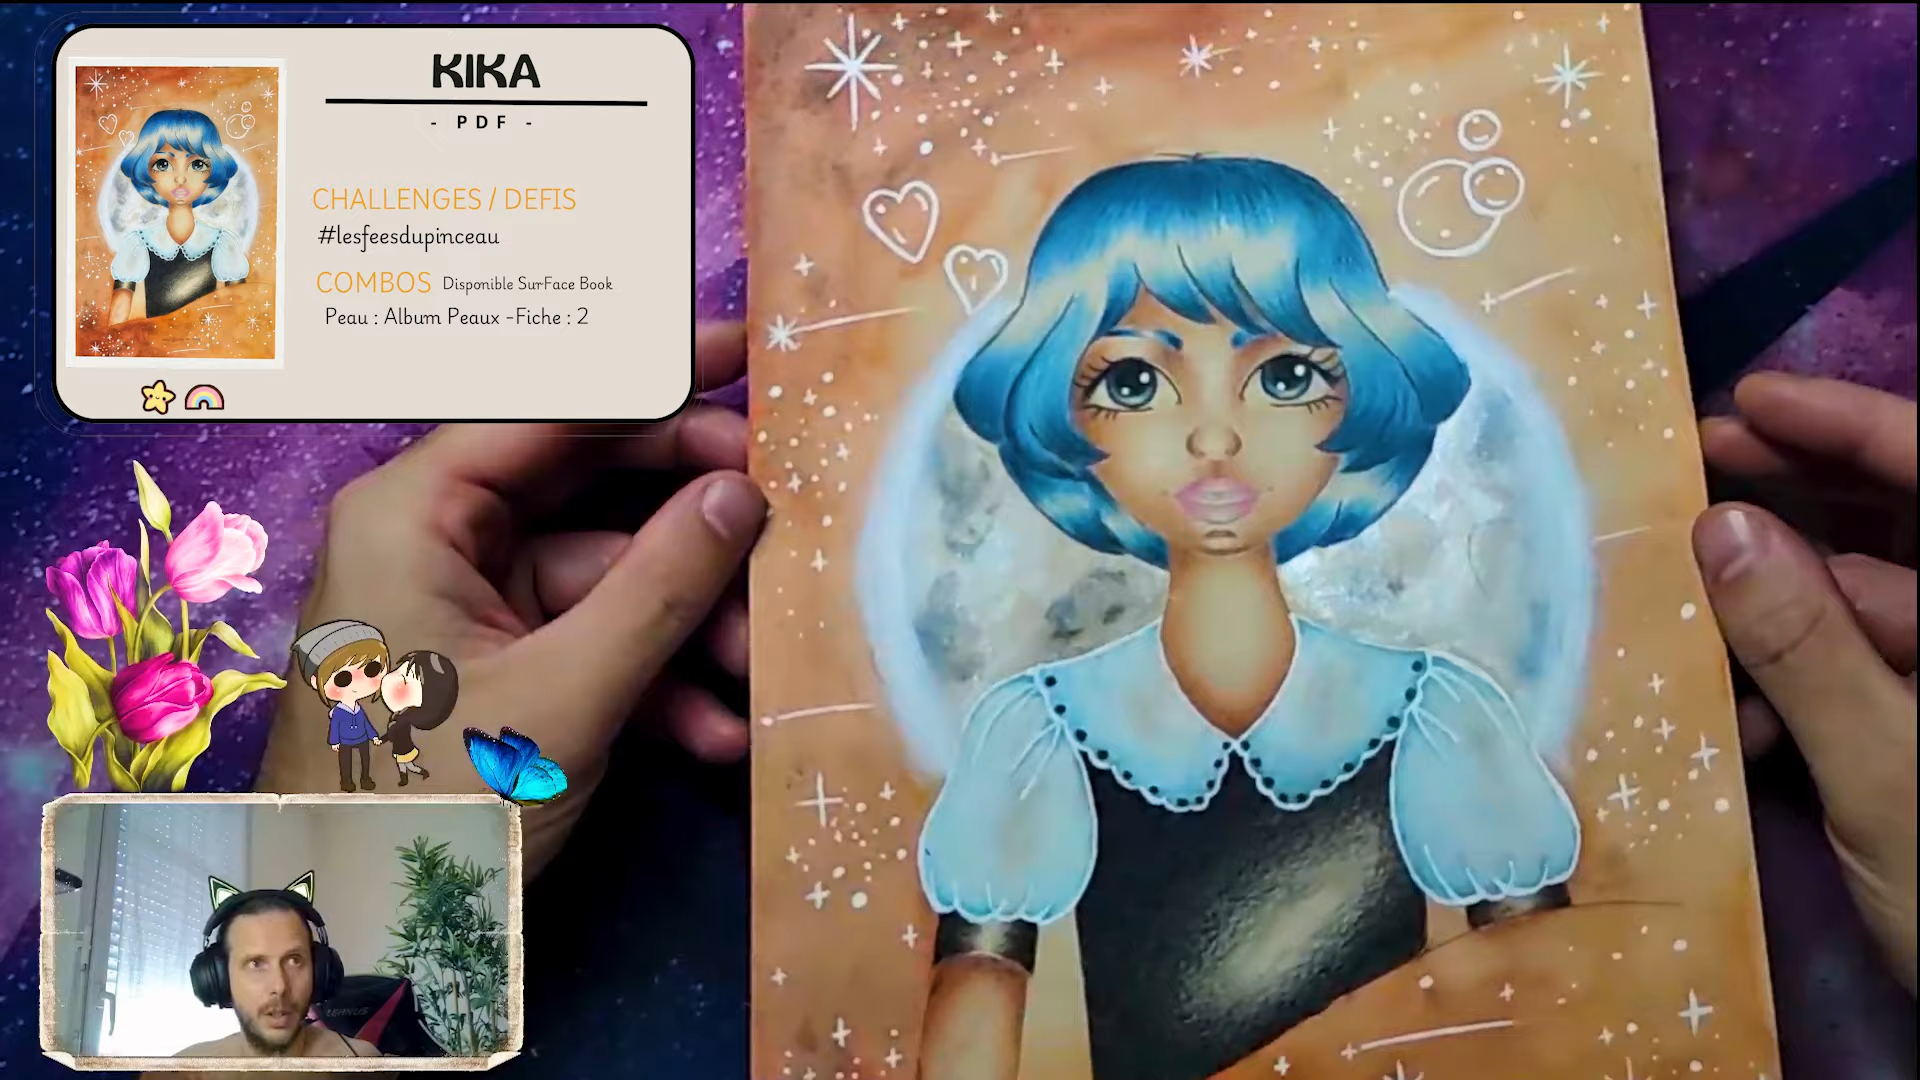 KIKA
- PDF -
CHALLENGES / DEFIS
#lesfeesdupinceau
COMBOS Disponible SurFace Book
Peau : Album Peaux -Fiche : 2